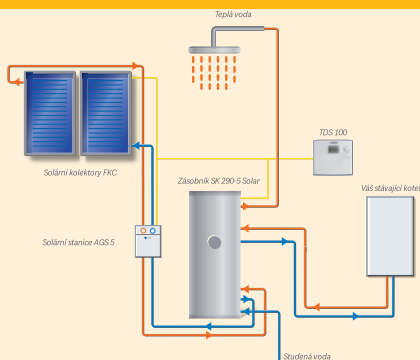 Teplá voda
TDS 100
Solární kolektory FKC
Zásobník SK 290-5 Solar
Váš stávající kotel
Solární stanice AGS 5
Studená voda